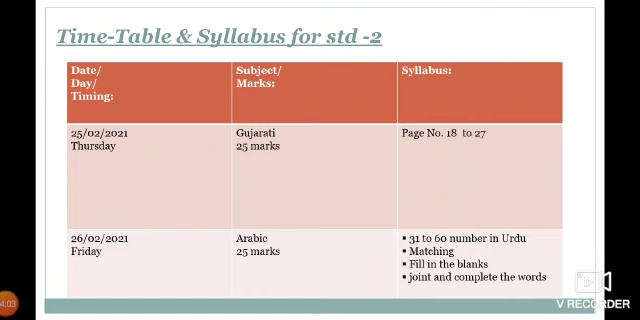 Time-Table & Syllabus for std -2
Date/
Day/
Timing:
Subject/
Marks:
Syllabus:
25/02/2021
Thursday
Gujarati
25 marks
Page No. 18 to 27
26/02/2021
Friday
Arabic
25 marks
▪ 31 to 60 number in Urdu
▪ Matching
▪ Fill in the blanks
▪ joint and complete the words
4:03
V RECORDER